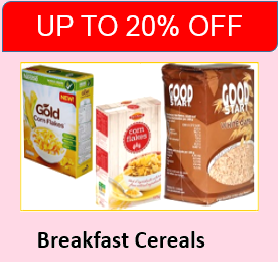 UP TO 20% OFF
NEW!
Gold
Corn Flakes
corn
flakes
GOOD
START
Breakfast Cereals